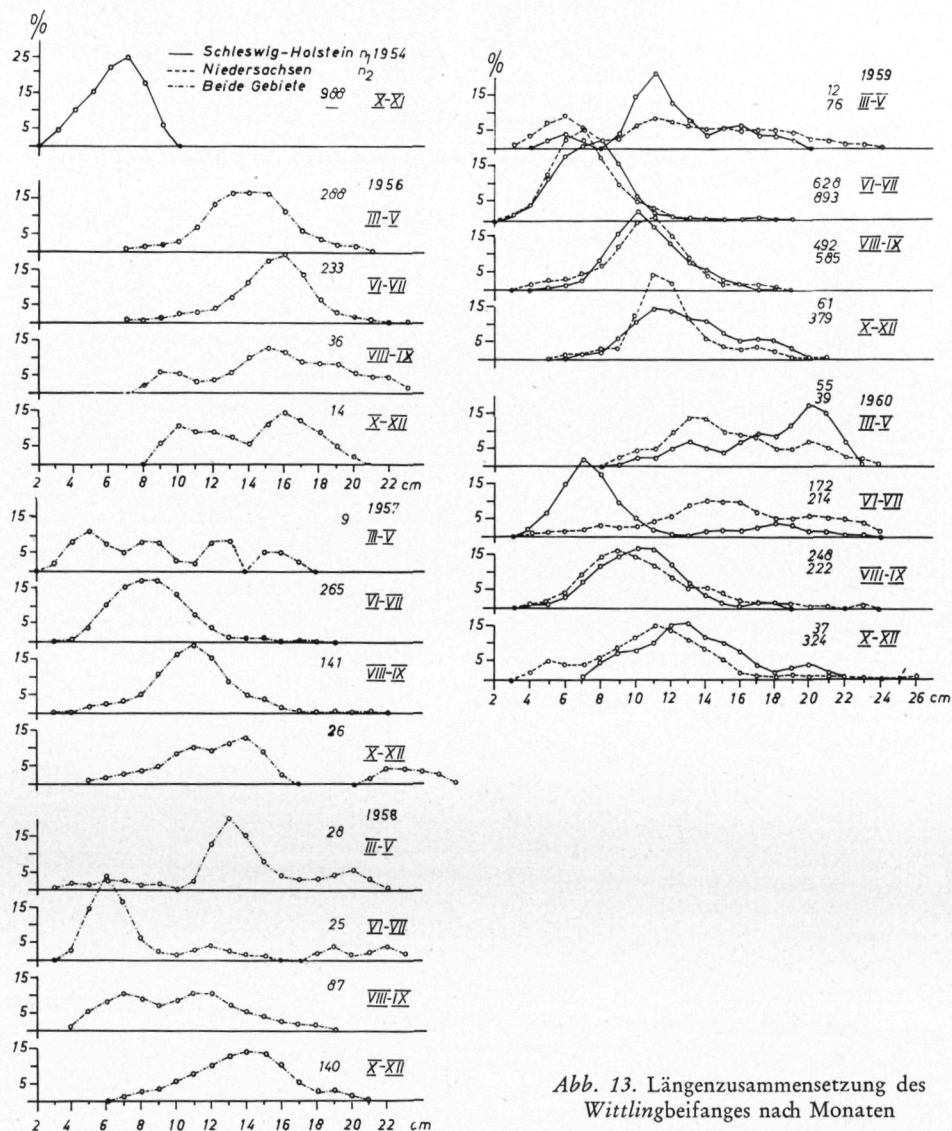 %
25
15
5
Schleswig-Holstein n1 1954
Niedersachsen n2
Beide Gebiete
988 X-XI
1956
288
III-V
15
5
233 VI-VII
15
5
36 VIII-IX
15
5
14 X-XII
15
5
2 4 6 8 10 12 14 16 18 20 22 cm
1957
9 III-V
15
5
265 VI-VII
15
5
141 VIII-IX
15
5
26 X-XII
15
5
1958
28 III-V
15
5
25 VI-VII
15
5
87 VIII-IX
15
5
140 X-XII
15
5
2 4 6 8 10 12 14 16 18 20 22 cm
%
1959
12
76 III-V
15
5
628
893 VI-VII
15
5
492
585 VIII-IX
15
5
61
379 X-XII
15
5
55
39 1960
III-V
15
5
172
214 VI-VII
15
5
248
222 VIII-IX
15
5
37
324 X-XII
15
5
2 4 6 8 10 12 14 16 18 20 22 24 26 cm
Abb. 13. Längenzusammensetzung des
Wittlingbeifanges nach Monaten